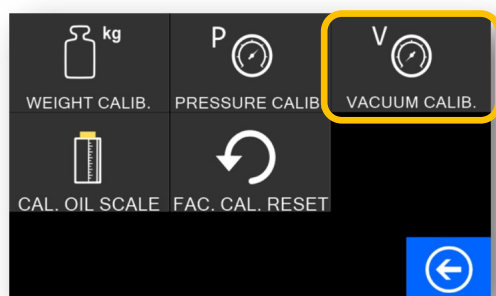 kg
P
V
WEIGHT CALIB.
PRESSURE CALIB
VACUUM CALIB.
CAL. OIL SCALE
FAC. CAL. RESET